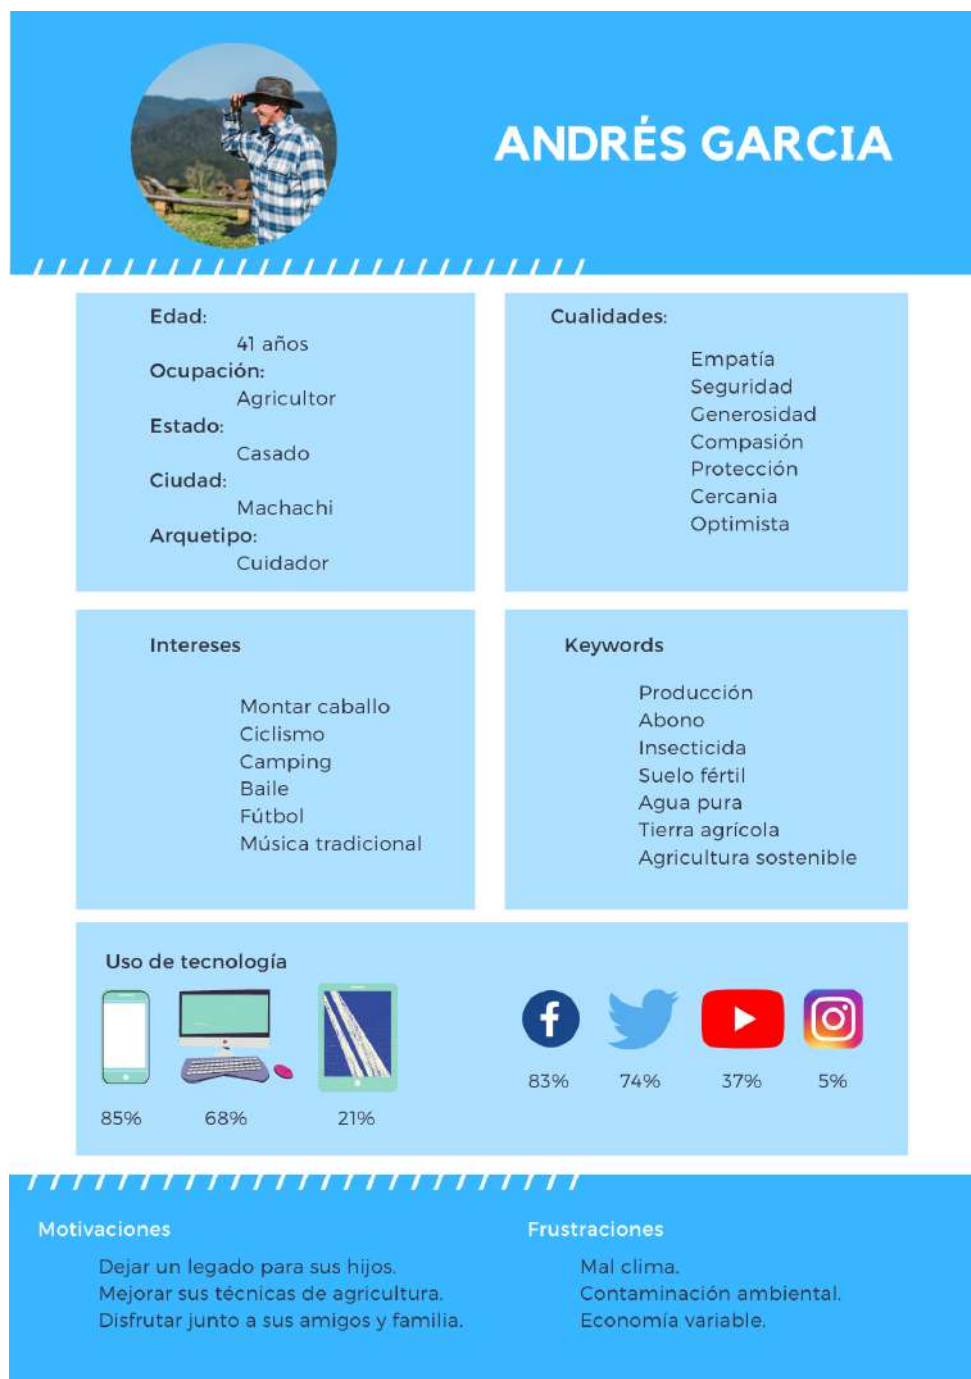 ANDRÉS GARCIA
Edad:
41 años
Ocupación:
Agricultor
Estado:
Casado
Ciudad:
Machachi
Arquetipo:
Cuidador
Cualidades:
Empatía
Seguridad
Generosidad
Compasión
Protección
Cercania
Optimista
Intereses
Montar caballo
Ciclismo
Camping
Baile
Fútbol
Música tradicional
Keywords
Producción
Abono
Insecticida
Suelo fértil
Agua pura
Tierra agrícola
Agricultura sostenible
Uso de tecnología
85%
68%
21%
83%
74%
37%
5%
Motivaciones
Dejar un legado para sus hijos.
Mejorar sus técnicas de agricultura.
Disfrutar junto a sus amigos y familia.
Frustraciones
Mal clima.
Contaminación ambiental.
Economía variable.